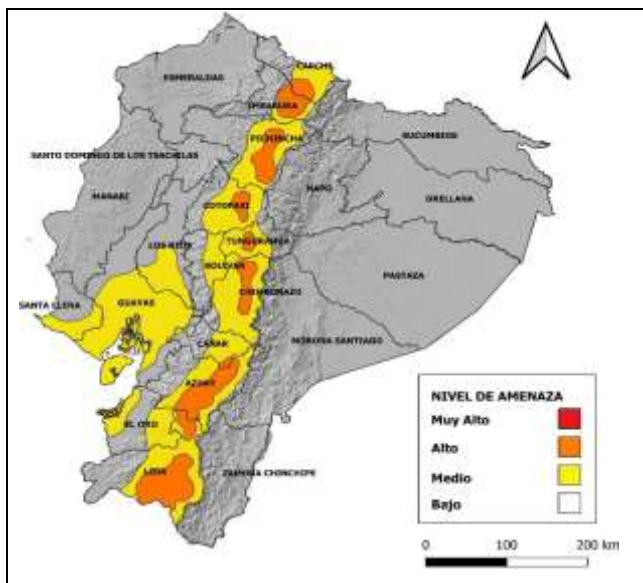 CARCHI
ESMERALDAS
IMBABURA
PICHINCHA
SUCUMBIOS
SANTO DOMINGO DE LOS TSACHILAS
NAPO
ORELLANA
MANABI
COTOPAXI
TUNGURAHUA
LOS RIOS
BOLIVAR
PASTAZA
CHIMBORAZO
SANTA ELENA
GUAYAS
MORONA SANTIAGO
CAÑAR
AZUAY
EL ORO
LOJA
ZAMORA CHINCHIPE
NIVEL DE AMENAZA
Muy Alto
Alto
Medio
Bajo
0 100 200 km